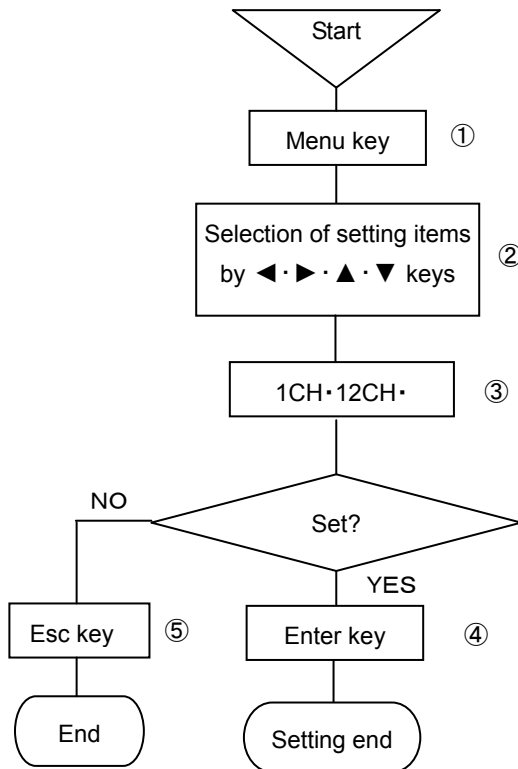 Start
Menu key
①
Selection of setting items
by ◄・►・▲・▼ keys
②
1CH・12CH・
③
Set?
NO
YES
Esc key
⑤
Enter key
④
End
Setting end